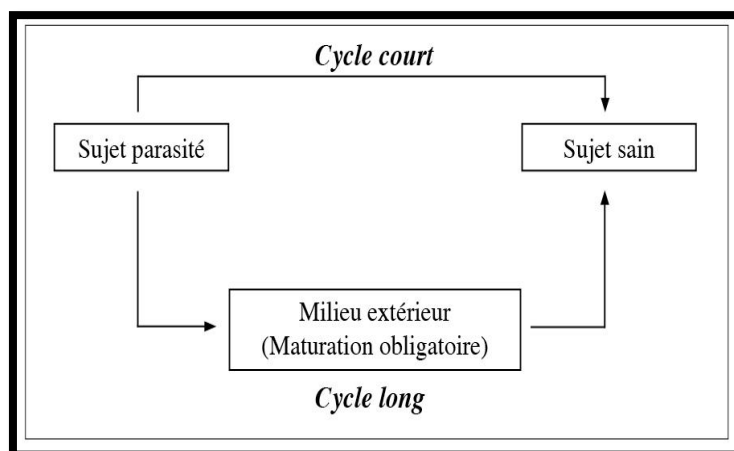 Cycle court
Sujet parasité
Sujet sain
Milieu extérieur
(Maturation obligatoire)
Cycle long